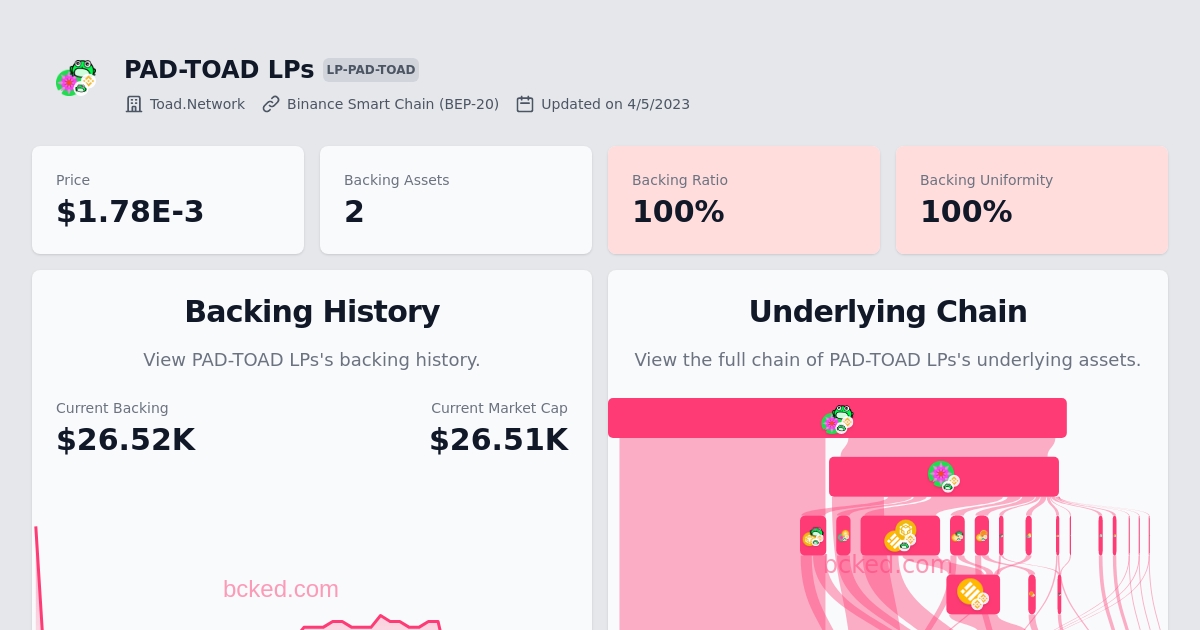 PAD-TOAD LPs LP-PAD-TOAD
Toad.Network Binance Smart Chain (BEP-20) Updated on 4/5/2023
Price
$1.78E-3
Backing Assets
2
Backing Ratio
100%
Backing Uniformity
100%
Backing History
View PAD-TOAD LPs's backing history.
Current Backing
$26.52K
Current Market Cap
$26.51K
bcked.com
Underlying Chain
View the full chain of PAD-TOAD LPs's underlying assets.
bcked.com